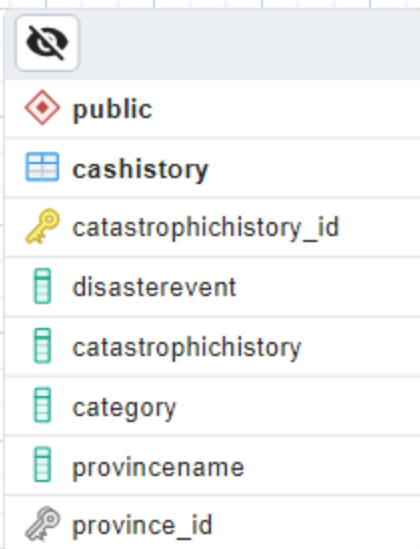 public
cashistory
catastrophichistory_id
disasterevent
catastrophichistory
category
provincename
province_id